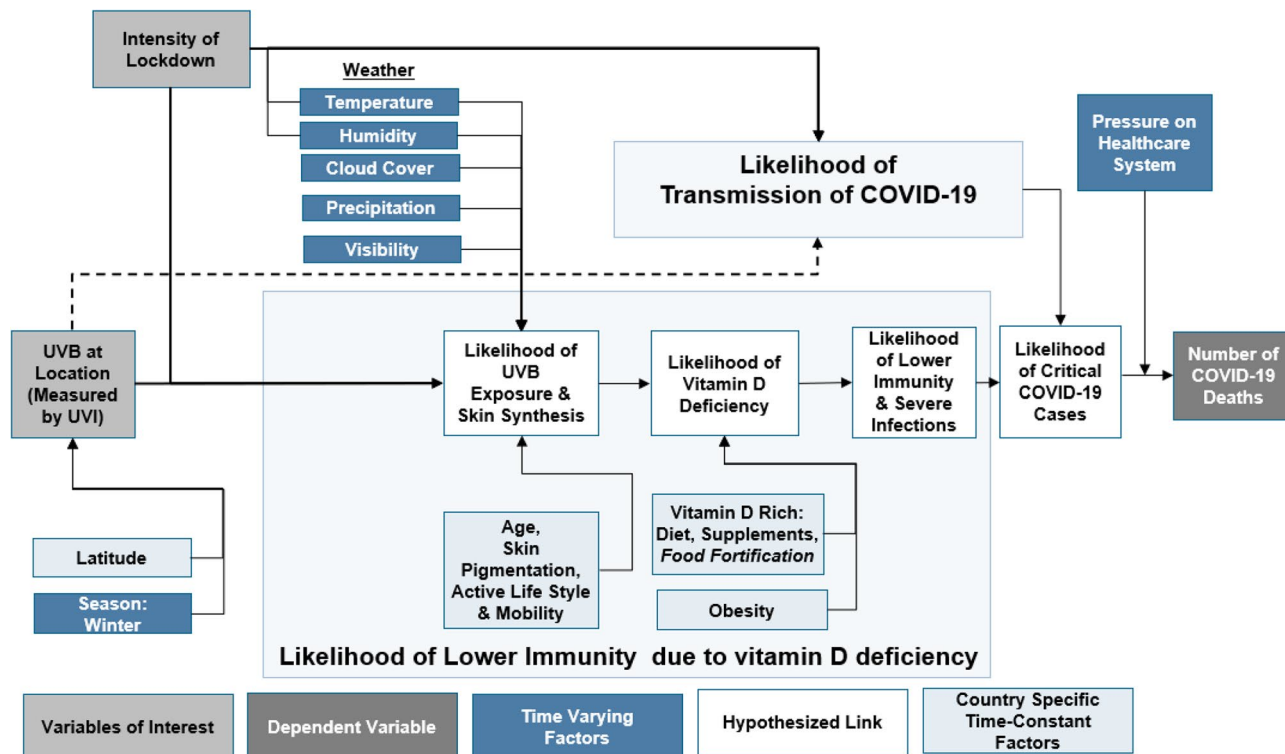 Intensity of
Lockdown
Weather
Temperature
Humidity
Cloud Cover
Precipitation
Visibility
Likelihood of
Transmission of COVID-19
Pressure on
Healthcare
System
UVB at
Location
(Measured
by UVI)
Likelihood of
UVB
Exposure &
Skin Synthesis
Likelihood of
Vitamin D
Deficiency
Likelihood
of Lower
Immunity
& Severe
Infections
Likelihood
of Critical
COVID-19
Cases
Number of
COVID-19
Deaths
Latitude
Season:
Winter
Age,
Skin
Pigmentation,
Active Life Style
& Mobility
Vitamin D Rich:
Diet, Supplements,
Food Fortification
Obesity
Likelihood of Lower Immunity due to vitamin D deficiency
Variables of Interest
Dependent Variable
Time Varying
Factors
Hypothesized Link
Country Specific
Time-Constant
Factors